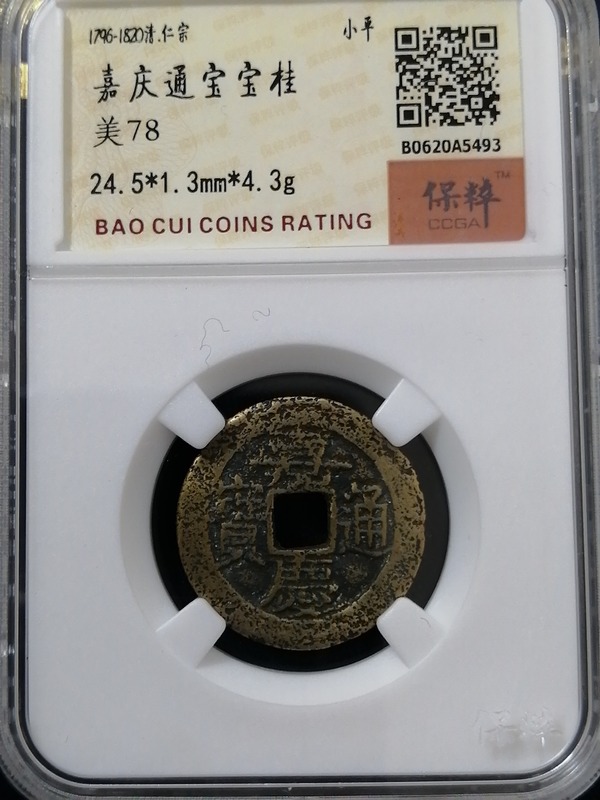 1796-1820清.仁宗
小平
嘉庆通宝宝桂
美78
B0620A5493
24.5*1.3mm*4.3g
保粹
TM
CCGA
BAO CUI COINS RATING
嘉
寶 通
慶